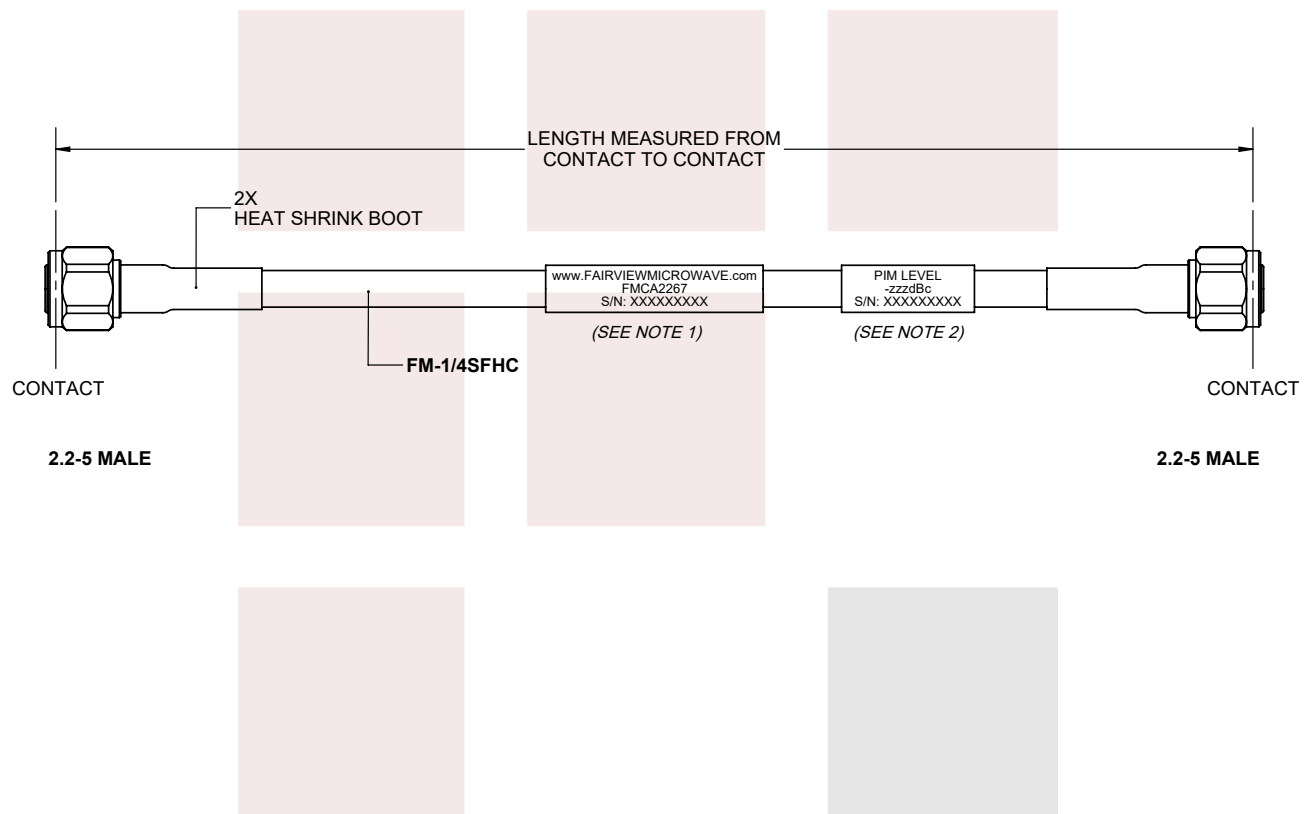 LENGTH MEASURED FROM
CONTACT TO CONTACT
2X
HEAT SHRINK BOOT
www.FAIRVIEWMICROWAVE.com
FMCA2267
S/N: XXXXXXXXX
PIM LEVEL
-zzzdBc
S/N: XXXXXXXXX
(SEE NOTE 1)
(SEE NOTE 2)
FM-1/4SFHC
CONTACT
CONTACT
2.2-5 MALE
2.2-5 MALE